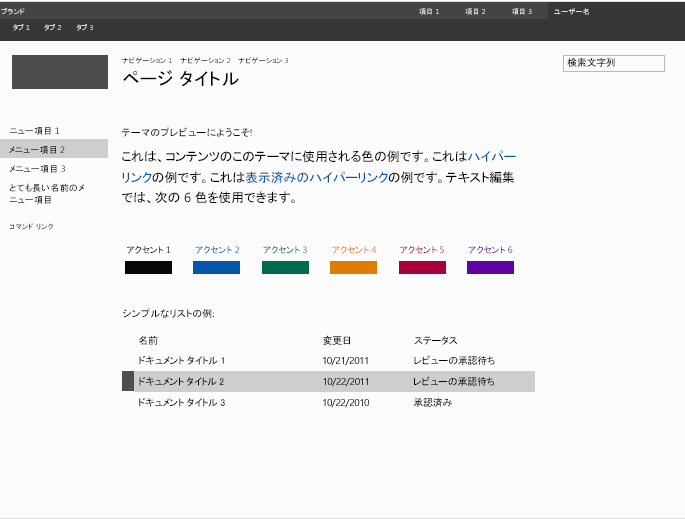 ブランド 項目 1 項目 2 項目 3 ユーザー名
タブ 1 タブ 2 タブ 3
ナビゲーション 1 ナビゲーション 2 ナビゲーション 3
ページ タイトル
検索文字列
ニュー項目 1
メニュー項目 2
メニュー項目 3
とても長い名前のメ
ニュー項目
コマンド リンク
テーマのプレビューにようこそ!
これは、コンテンツのこのテーマに使用される色の例です。これはハイパー
リンクの例です。これは表示済みのハイパーリンクの例です。テキスト編集
では、次の 6 色を使用できます。
アクセント 1 アクセント 2 アクセント 3 アクセント 4 アクセント 5 アクセント 6
シンプルなリストの例:
名前 変更日 ステータス
ドキュメント タイトル 1 10/21/2011 レビューの承認待ち
ドキュメント タイトル 2 10/22/2011 レビューの承認待ち
ドキュメント タイトル 3 10/22/2010 承認済み